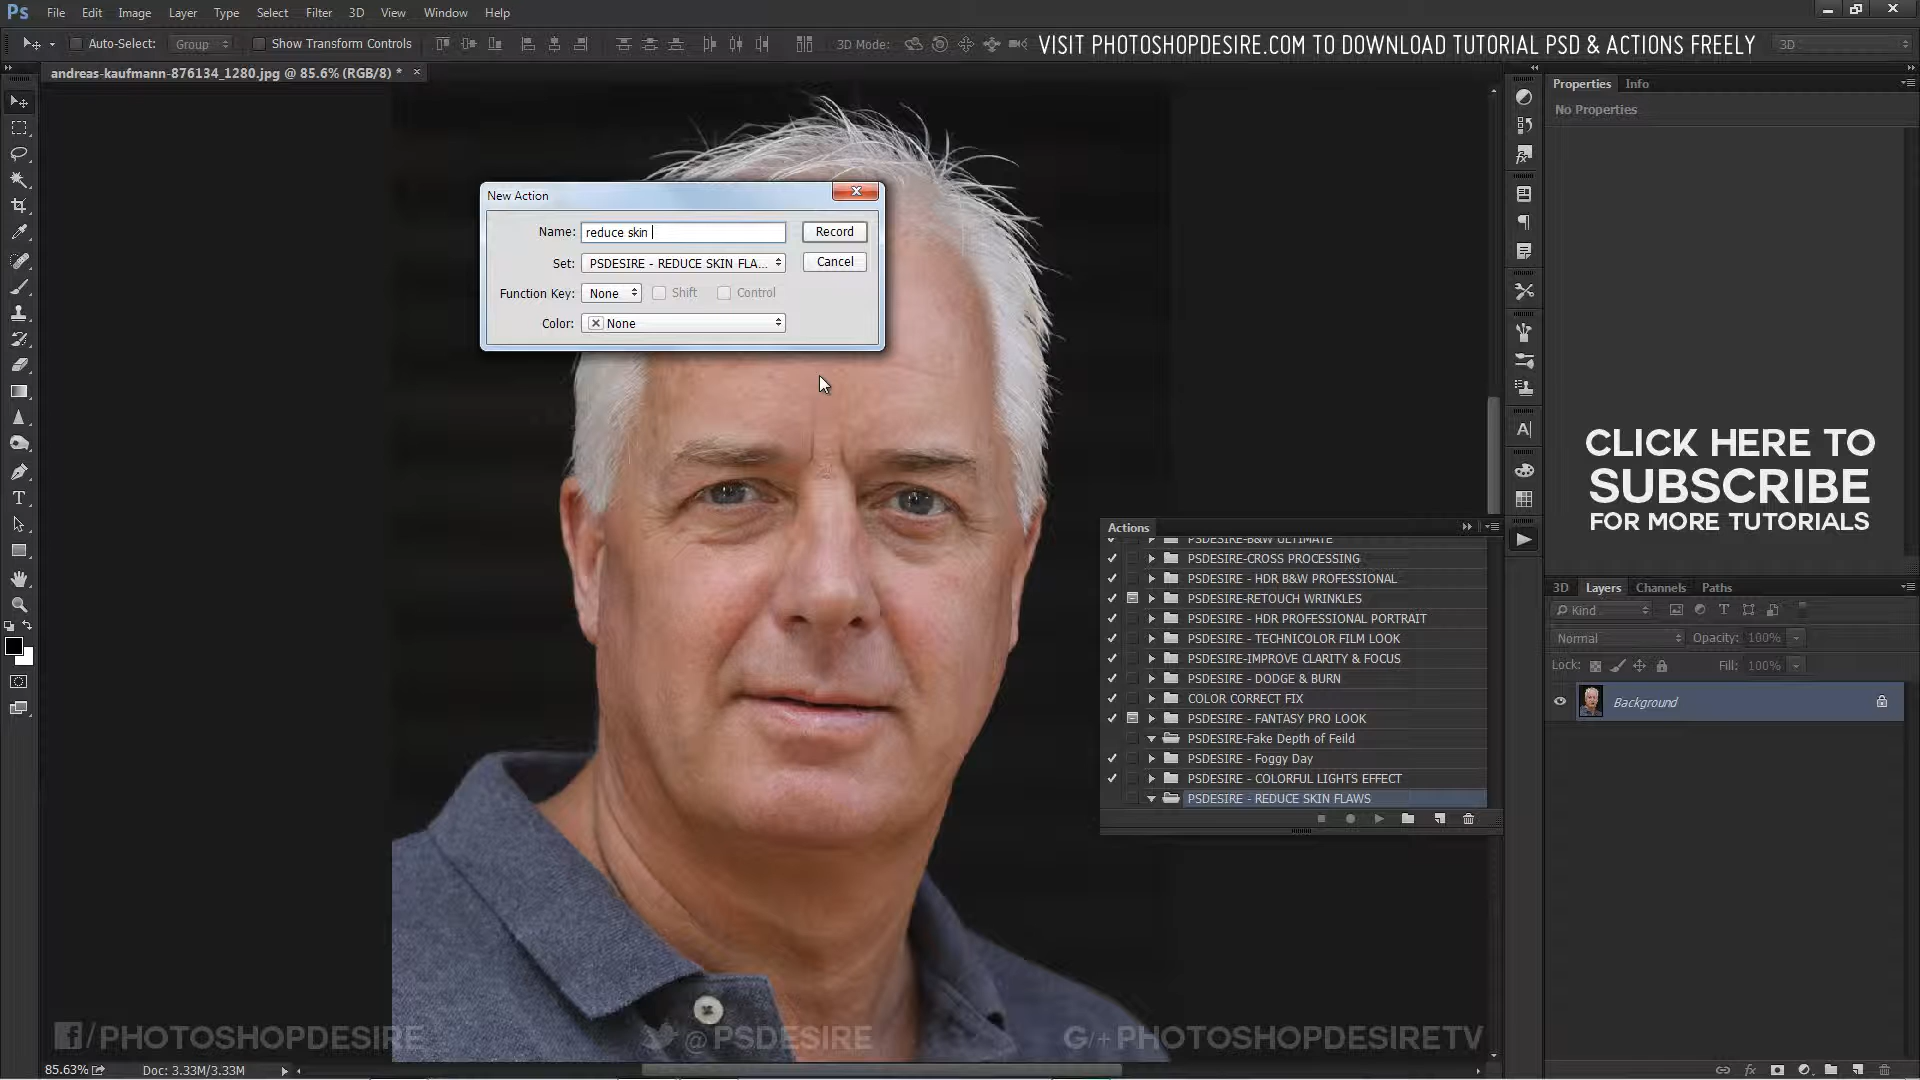 Ps File Edit Image Layer Type Select Filter 3D View Window Help
Auto-Select: Group Show Transform Controls 3D Mode: VISIT PHOTOSHOPDESIRE.COM TO DOWNLOAD TUTORIAL PSD & ACTIONS FREELY 3D
andreas-kaufmann-876134_1280.jpg @ 85.6% (RGB/8) * ×
Properties Info
No Properties
New Action
Name: reduce skin
Record
Set: PSDESIRE - REDUCE SKIN FLA...
Cancel
Function Key: None Shift Control
Color: None
CLICK HERE TO
SUBSCRIBE
FOR MORE TUTORIALS
Actions
PSDESIRE-B&W ULTIMATE
PSDESIRE-CROSS PROCESSING
PSDESIRE - HDR B&W PROFESSIONAL
PSDESIRE-RETOUCH WRINKLES
PSDESIRE - HDR PROFESSIONAL PORTRAIT
PSDESIRE - TECHNICOLOR FILM LOOK
PSDESIRE-IMPROVE CLARITY & FOCUS
PSDESIRE - DODGE & BURN
COLOR CORRECT FIX
PSDESIRE - FANTASY PRO LOOK
PSDESIRE-Fake Depth of Feild
PSDESIRE - Foggy Day
PSDESIRE - COLORFUL LIGHTS EFFECT
PSDESIRE - REDUCE SKIN FLAWS
3D Layers Channels Paths
Kind
Normal Opacity: 100%
Lock: Fill: 100%
Background
f/PHOTOSHOPDESIRE @PSDESIRE G/+PHOTOSHOPDESIRETV
85.63% Doc: 3.33M/3.33M